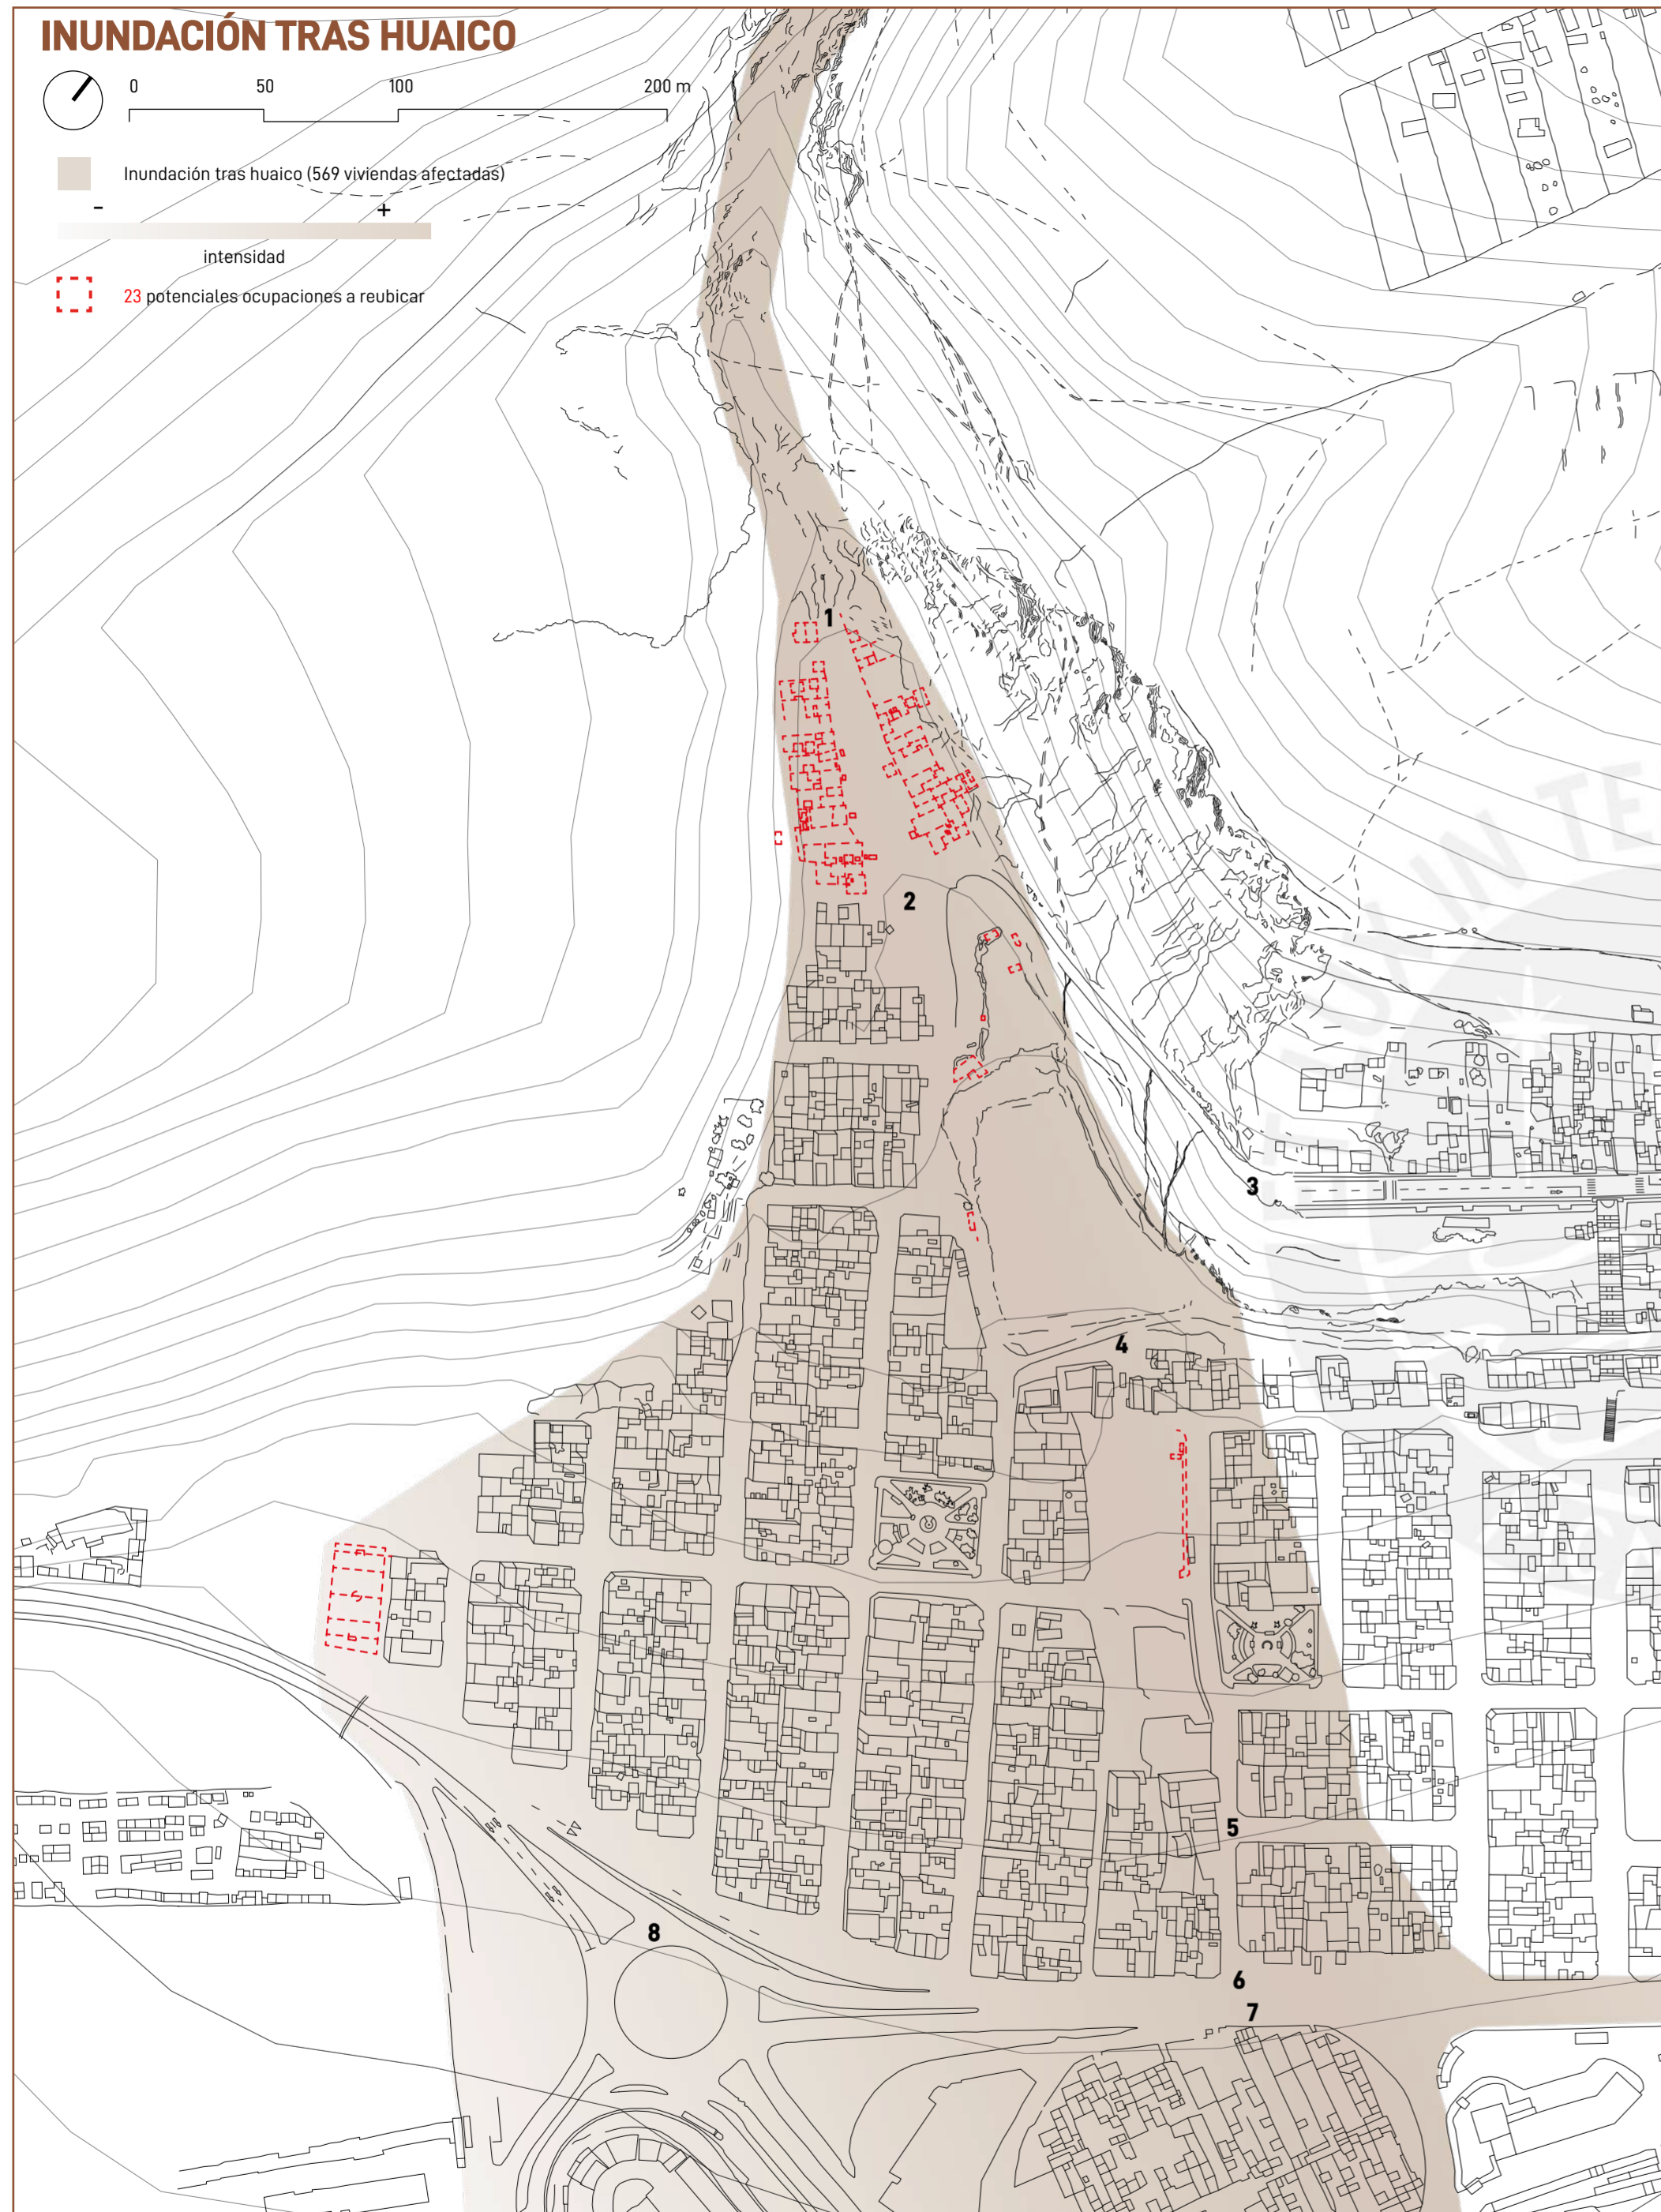 INUNDACIÓN TRAS HUAICO
0 50 100 200 m
Inundación tras huaico (569 viviendas afectadas)
- +
intensidad
23 potenciales ocupaciones a reubicar
1
2
3
4
5
6
7
8